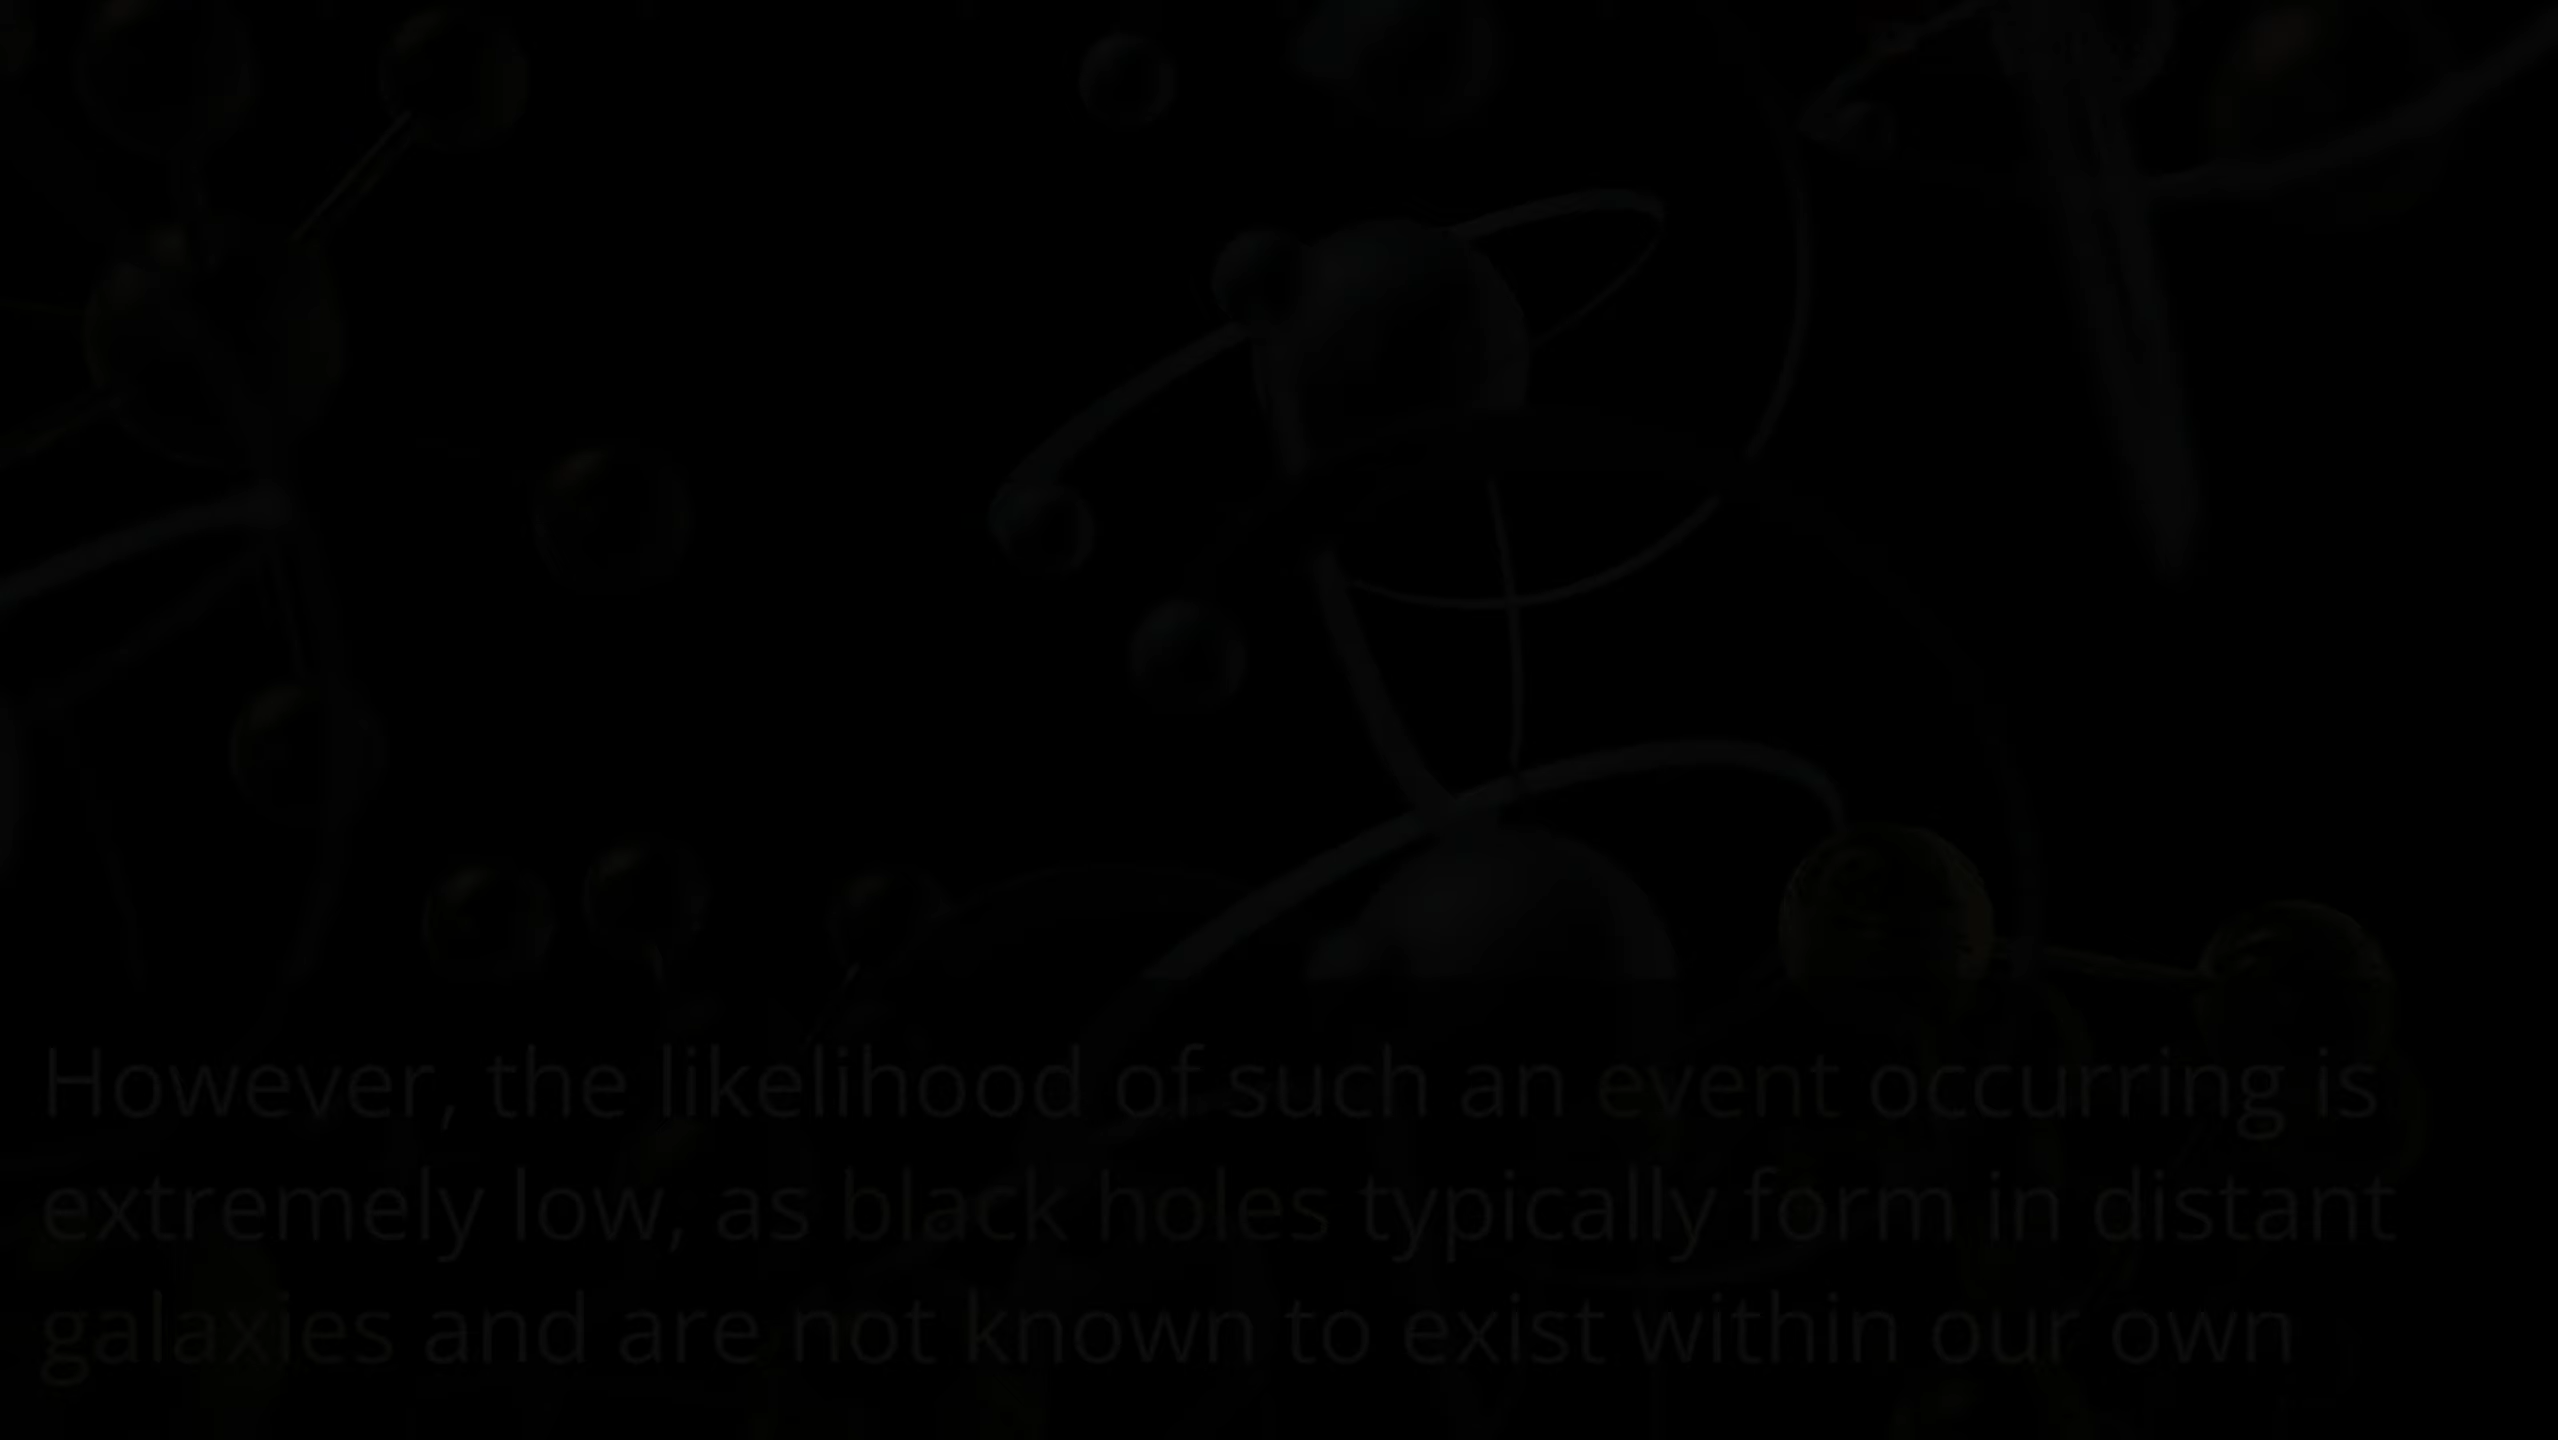 However, the likelihood of such an event occurring is
extremely low, as black holes typically form in distant
galaxies and are not known to exist within our own